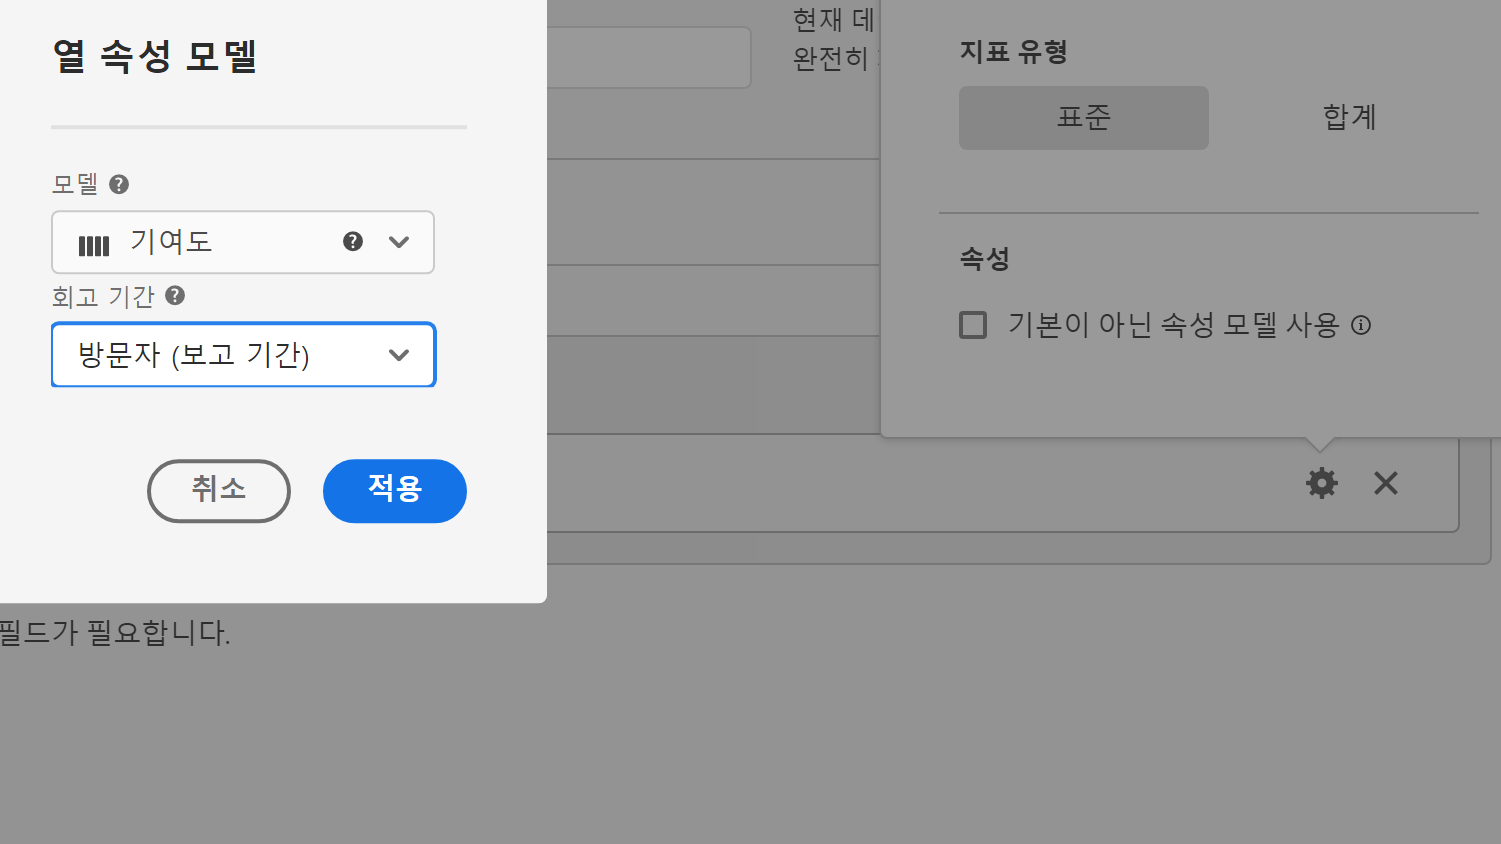 열 속성 모델
모델
기여도
회고 기간
방문자 (보고 기간)
취소
적용
현재 데
완전히
지표 유형
표준
합계
속성
기본이 아닌 속성 모델 사용
필드가 필요합니다.